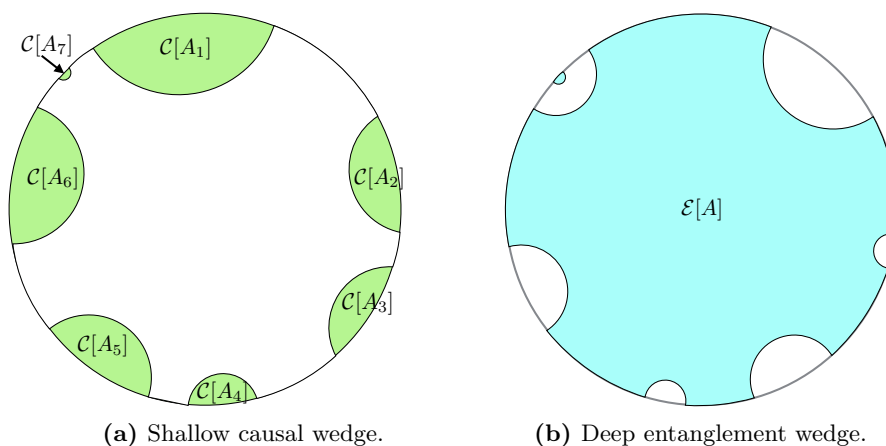 𝒞[A₇]
𝒞[A₁]
𝒞[A₆]
𝒞[A₂]
ℰ[A]
𝒞[A₃]
𝒞[A₅]
𝒞[A₄]
(a) Shallow causal wedge.
(b) Deep entanglement wedge.